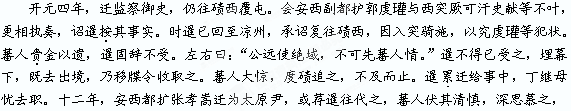 开元四年，迁监察御史，仍往碛西覆屯。会安西副都护郭虔瓘与西突厥可汗史献等不叶，
更相执奏，诏暹按其事实。时暹已回至凉州，承诏复往碛西，因入突骑施，以究虔瓘等犯状。
蕃人赍金以遗，暹固辞不受。左右曰：“公远使绝域，不可先蕃人情。”暹不得已受之，埋幕
下，既去出境，乃移牒令收取之。蕃人大惊，度碛追之，不及而止。暹累迁给事中，丁继母
忧去职。十二年，安西都护张孝嵩迁为太原尹，或荐暹往代之，蕃人伏其清慎，深思慕之，